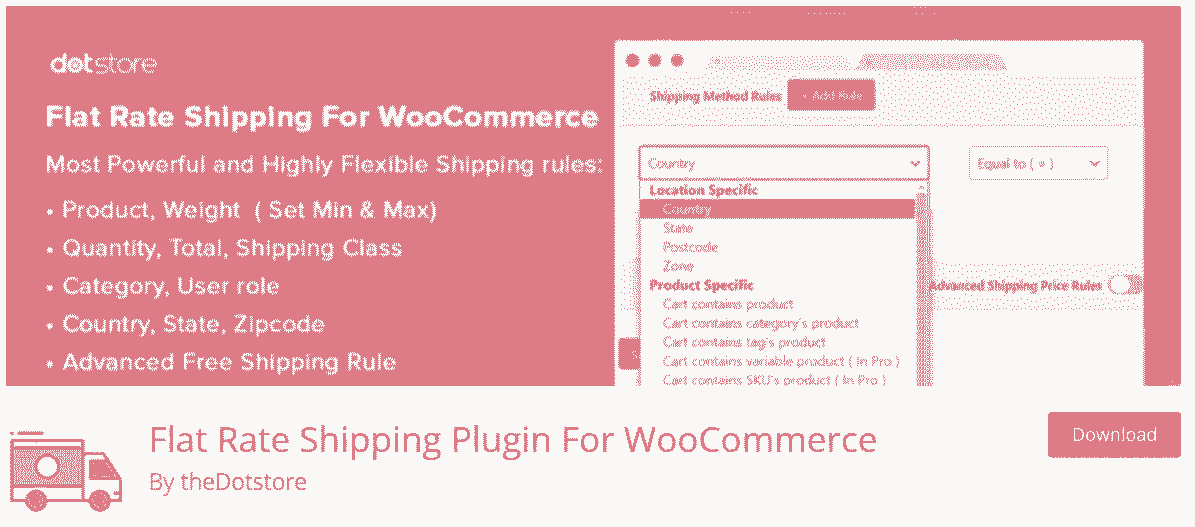 dotstore
Flat Rate Shipping For WooCommerce
Most Powerful and Highly Flexible Shipping rules:
• Product, Weight ( Set Min & Max)
• Quantity, Total, Shipping Class
• Category, User role
• Country, State, Zipcode
• Advanced Free Shipping Rule
Shipping Method Rules
+ Add Rule
Country
Equal to ( = )
Location Specific
Country
State
Postcode
Zone
Product Specific
Cart contains product
Cart contains category's product
Cart contains tag's product
Cart contains variable product ( In Pro )
Cart contains SKU's product ( In Pro )
Advanced Shipping Price Rules
Flat Rate Shipping Plugin For WooCommerce
By theDotstore
Download